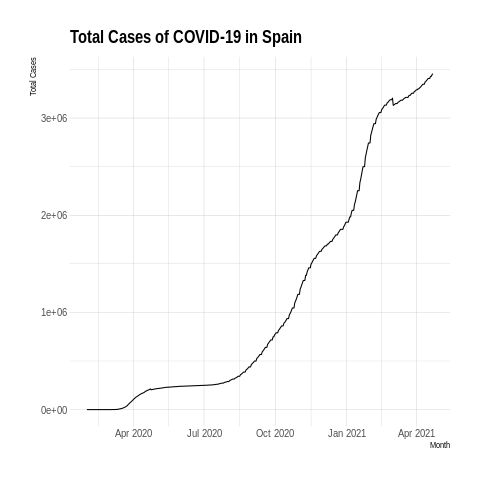 Total Cases of COVID-19 in Spain
Total Cases
3e+06
2e+06
1e+06
0e+00
Apr 2020 Jul 2020 Oct 2020 Jan 2021 Apr 2021
Month